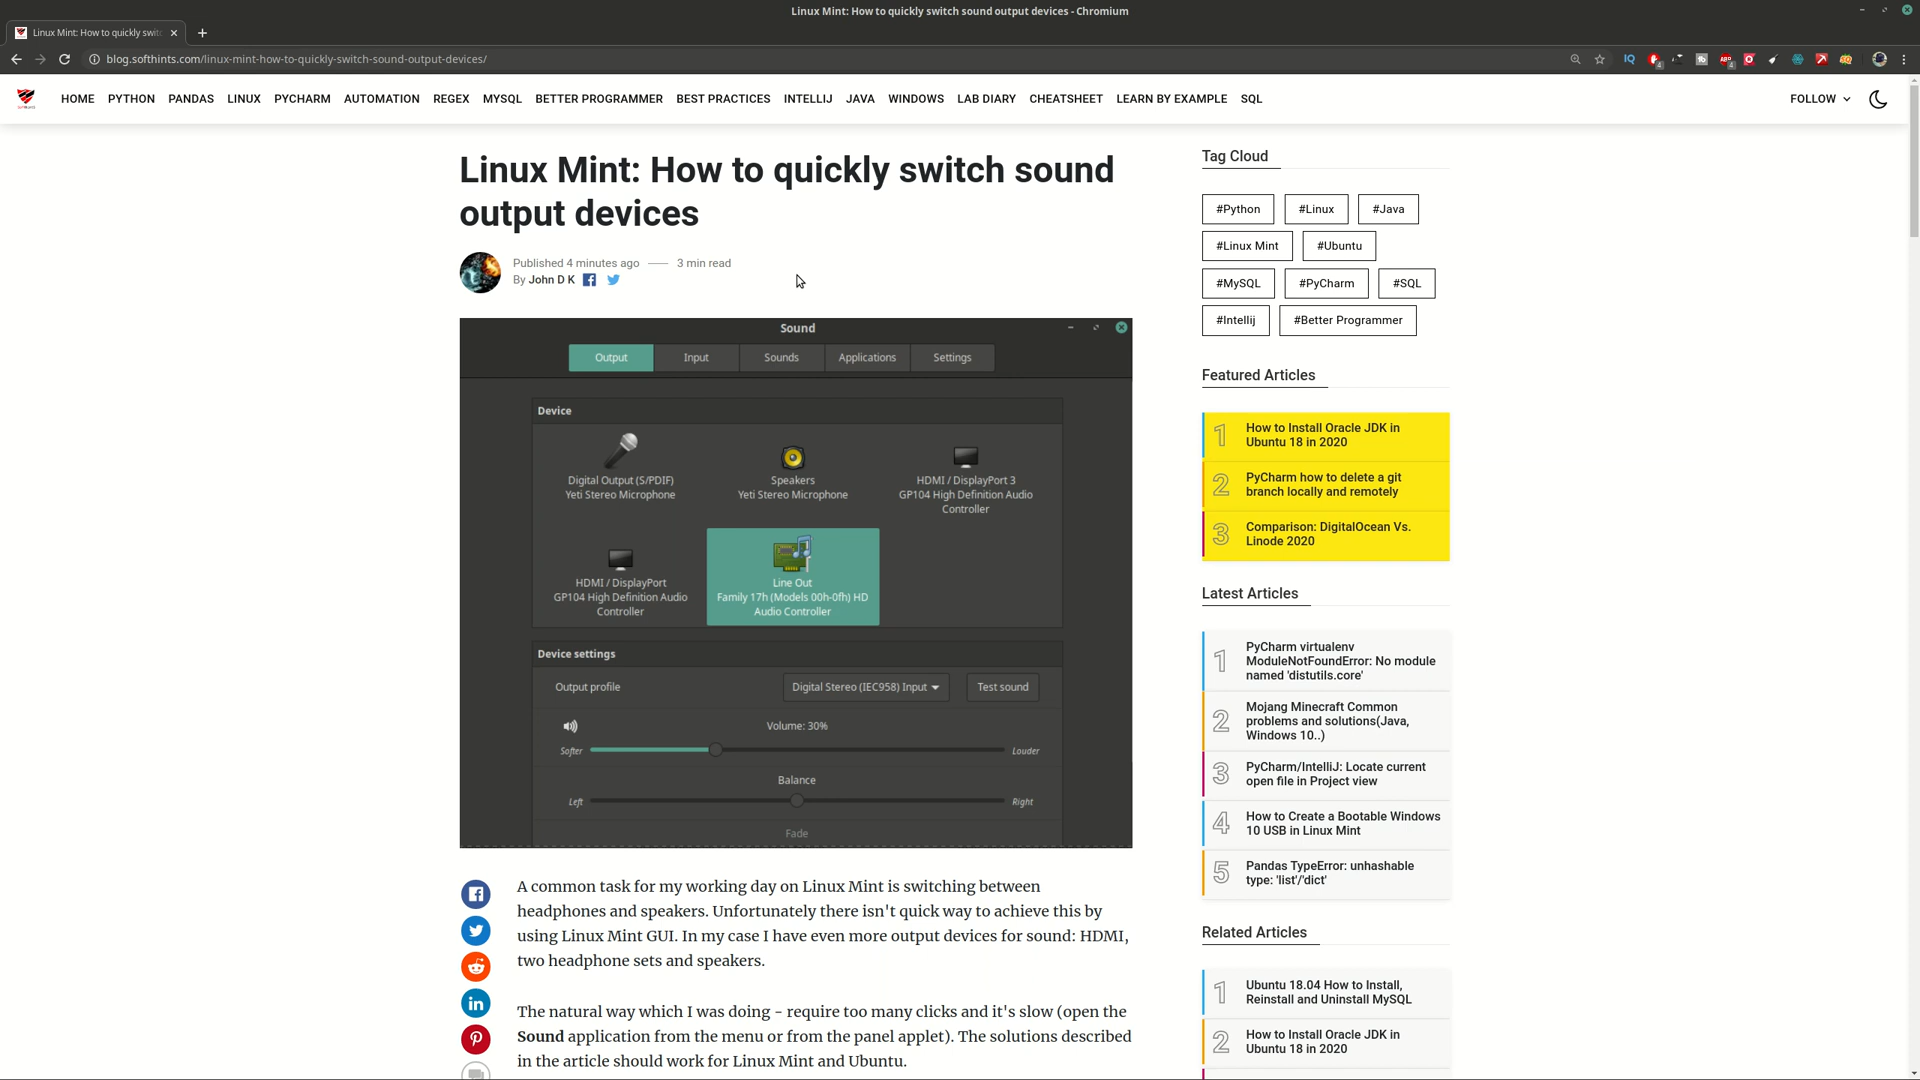 Linux Mint: How to quickly switch sound output devices - Chromium
Linux Mint: How to quickly switc
blog.softhints.com/linux-mint-how-to-quickly-switch-sound-output-devices/
HOME PYTHON PANDAS LINUX PYCHARM AUTOMATION REGEX MYSQL BETTER PROGRAMMER BEST PRACTICES INTELLIJ JAVA WINDOWS LAB DIARY CHEATSHEET LEARN BY EXAMPLE SQL FOLLOW
Linux Mint: How to quickly switch sound
output devices
Published 4 minutes ago 3 min read
By John D K
Sound
Output Input Sounds Applications Settings
Device
Digital Output (S/PDIF)
Yeti Stereo Microphone
Speakers
Yeti Stereo Microphone
HDMI / DisplayPort 3
GP104 High Definition Audio
Controller
HDMI / DisplayPort
GP104 High Definition Audio
Controller
Line Out
Family 17h (Models 00h-0fh) HD
Audio Controller
Device settings
Output profile Digital Stereo (IEC958) Input Test sound
Volume: 30%
Softer Louder
Balance
Left Right
Fade
A common task for my working day on Linux Mint is switching between
headphones and speakers. Unfortunately there isn't quick way to achieve this by
using Linux Mint GUI. In my case I have even more output devices for sound: HDMI,
two headphone sets and speakers.
The natural way which I was doing - require too many clicks and it's slow (open the
Sound application from the menu or from the panel applet). The solutions described
in the article should work for Linux Mint and Ubuntu.
Tag Cloud
#Python #Linux #Java
#Linux Mint #Ubuntu
#MySQL #PyCharm #SQL
#Intellij #Better Programmer
Featured Articles
1 How to Install Oracle JDK in
Ubuntu 18 in 2020
2 PyCharm how to delete a git
branch locally and remotely
3 Comparison: DigitalOcean Vs.
Linode 2020
Latest Articles
1 PyCharm virtualenv
ModuleNotFoundError: No module
named 'distutils.core'
2 Mojang Minecraft Common
problems and solutions(Java,
Windows 10..)
3 PyCharm/IntelliJ: Locate current
open file in Project view
4 How to Create a Bootable Windows
10 USB in Linux Mint
5 Pandas TypeError: unhashable
type: 'list'/'dict'
Related Articles
1 Ubuntu 18.04 How to Install,
Reinstall and Uninstall MySQL
2 How to Install Oracle JDK in
Ubuntu 18 in 2020